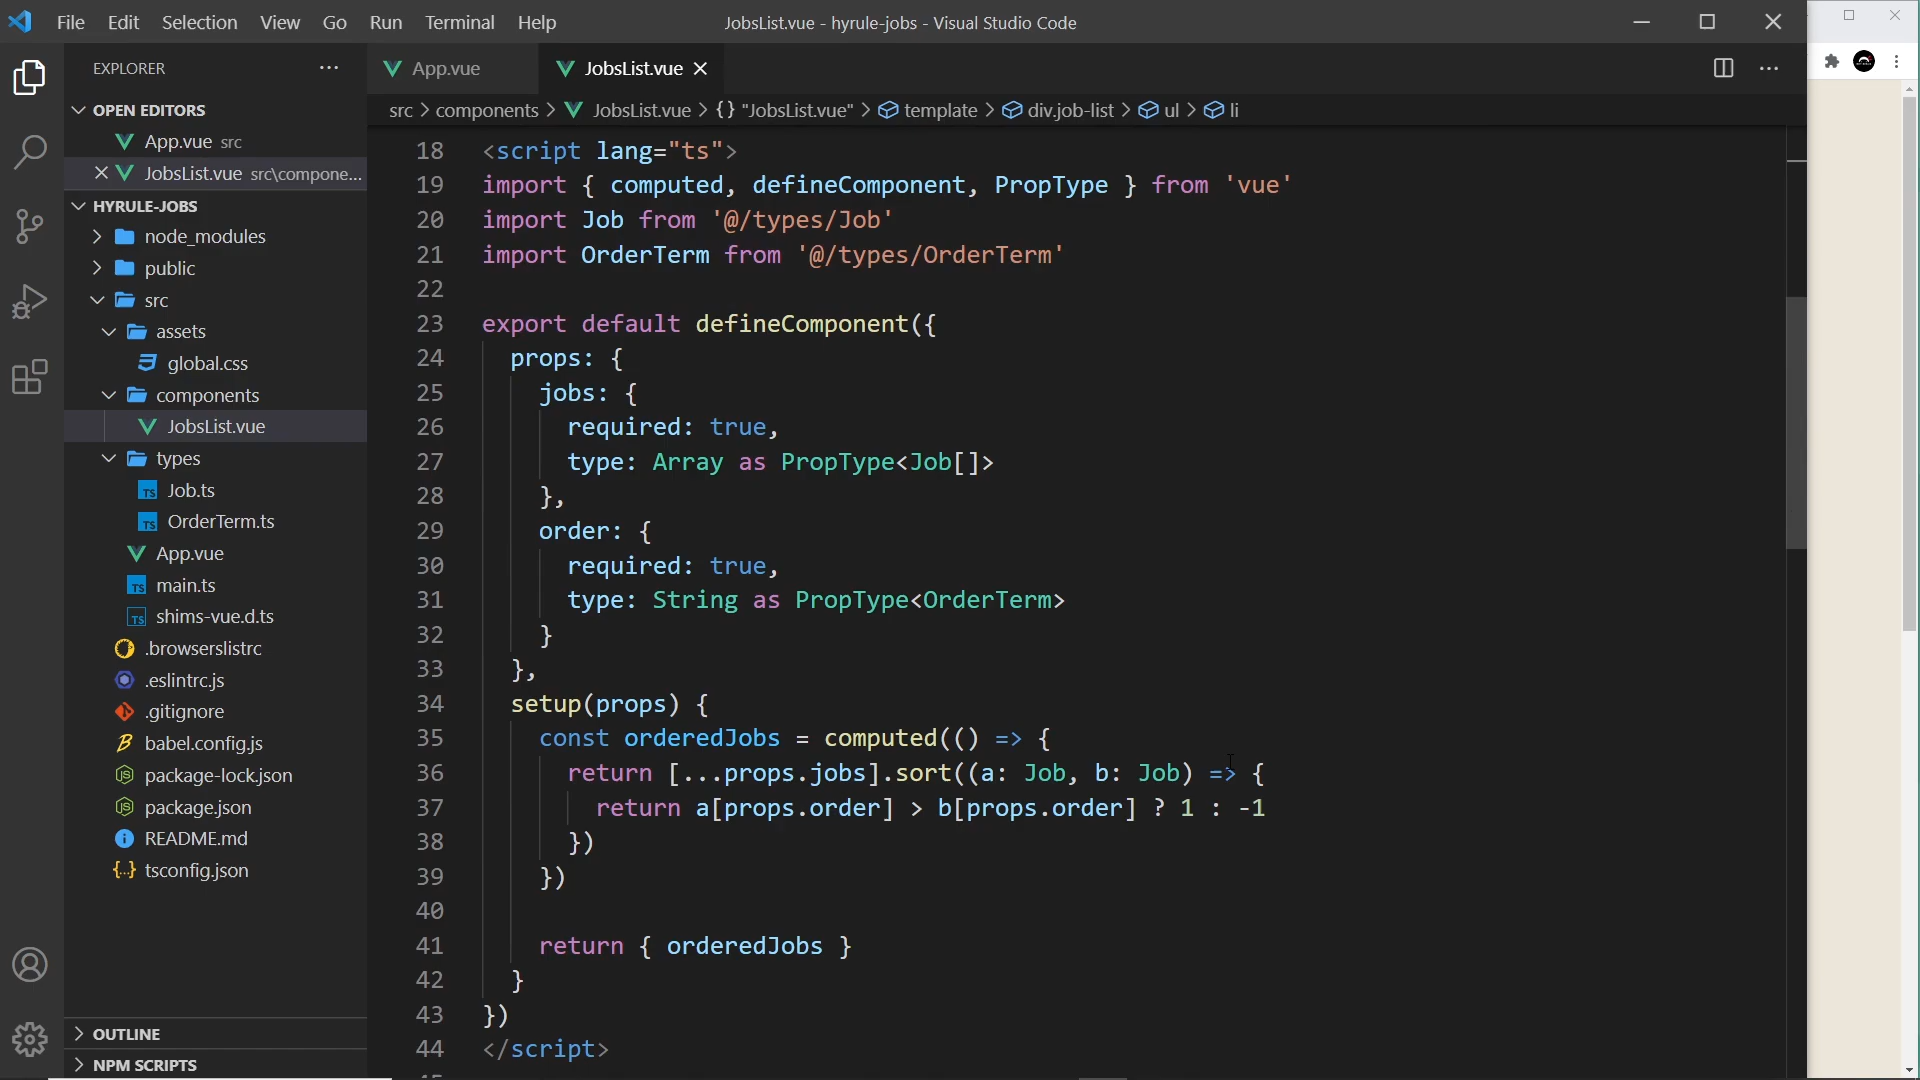 File Edit Selection View Go Run Terminal Help
JobsList.vue - hyrule-jobs - Visual Studio Code
EXPLORER
OPEN EDITORS
App.vue src
JobsList.vue src\compone...
HYRULE-JOBS
node_modules
public
src
assets
global.css
components
JobsList.vue
types
Job.ts
OrderTerm.ts
App.vue
main.ts
shims-vue.d.ts
.browserslistrc
.eslintrc.js
.gitignore
babel.config.js
package-lock.json
package.json
README.md
tsconfig.json
OUTLINE
NPM SCRIPTS
App.vue JobsList.vue
src > components > JobsList.vue > {} "JobsList.vue" > template > div.job-list > ul > li
18 <script lang="ts">
19 import { computed, defineComponent, PropType } from 'vue'
20 import Job from '@/types/Job'
21 import OrderTerm from '@/types/OrderTerm'
22
23 export default defineComponent({
24 props: {
25 jobs: {
26 required: true,
27 type: Array as PropType<Job[]>
28 },
29 order: {
30 required: true,
31 type: String as PropType<OrderTerm>
32 }
33 },
34 setup(props) {
35 const orderedJobs = computed(() => {
36 return [...props.jobs].sort((a: Job, b: Job) => {
37 return a[props.order] > b[props.order] ? 1 : -1
38 })
39 })
40
41 return { orderedJobs }
42 }
43 })
44 </script>